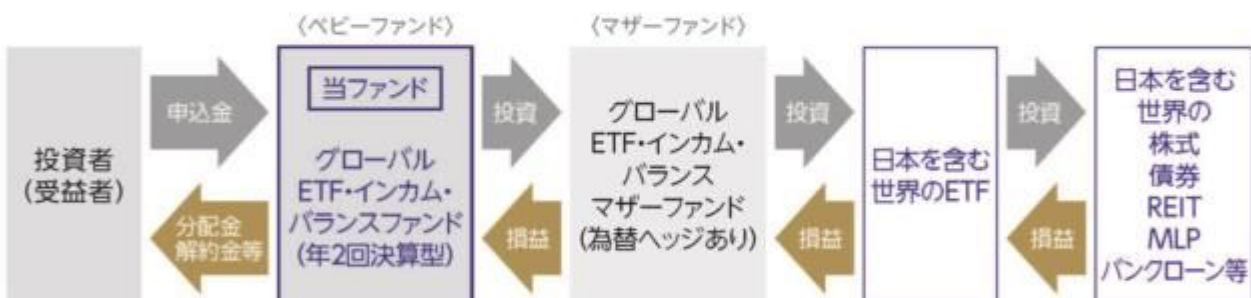 〈ベビーファンド〉
〈マザーファンド〉
投資者
(受益者)
申込金
分配金
解約金等
当ファンド
グローバル
ETF・インカム・
バランスファンド
(年2回決算型)
投資
損益
グローバル
ETF・インカム・
バランス
マザーファンド
(為替ヘッジあり)
投資
損益
日本を含む
世界のETF
投資
損益
日本を含む
世界の
株式
債券
REIT
MLP
バンクローン等